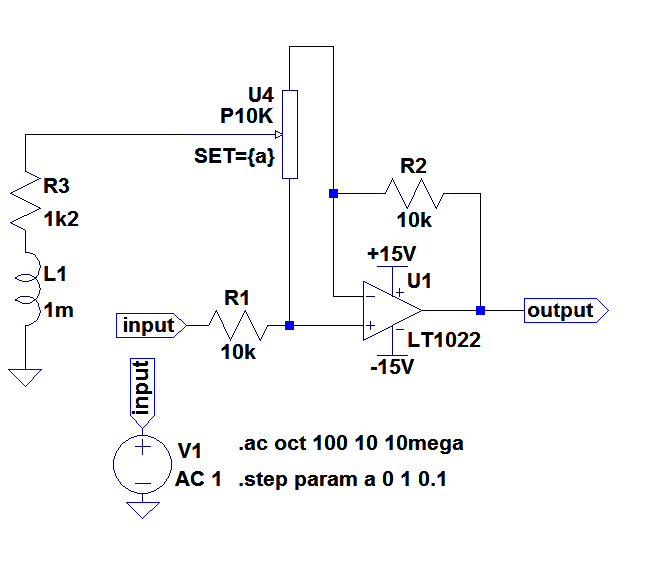 U4
P10K
SET={a}
R3
1k2
L1
1m
R2
10k
+15V
U1
R1
input
10k
output
LT1022
-15V
input
V1
AC 1
.ac oct 100 10 10mega
.step param a 0 1 0.1